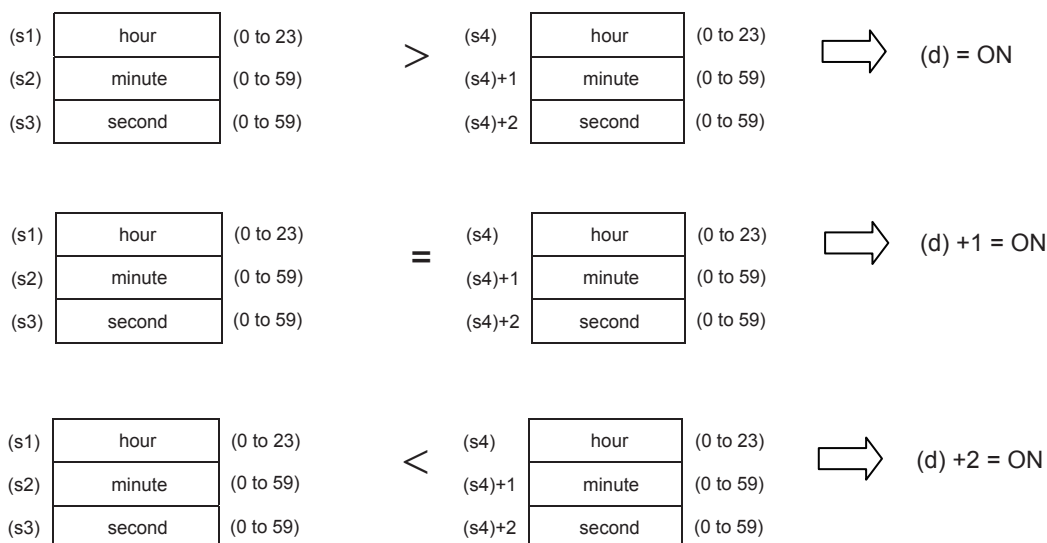 (s1) hour (0 to 23) > (s4) hour (0 to 23) (d) = ON
(s2) minute (0 to 59) (s4)+1 minute (0 to 59)
(s3) second (0 to 59) (s4)+2 second (0 to 59)
(s1) hour (0 to 23) = (s4) hour (0 to 23) (d) +1 = ON
(s2) minute (0 to 59) (s4)+1 minute (0 to 59)
(s3) second (0 to 59) (s4)+2 second (0 to 59)
(s1) hour (0 to 23) < (s4) hour (0 to 23) (d) +2 = ON
(s2) minute (0 to 59) (s4)+1 minute (0 to 59)
(s3) second (0 to 59) (s4)+2 second (0 to 59)